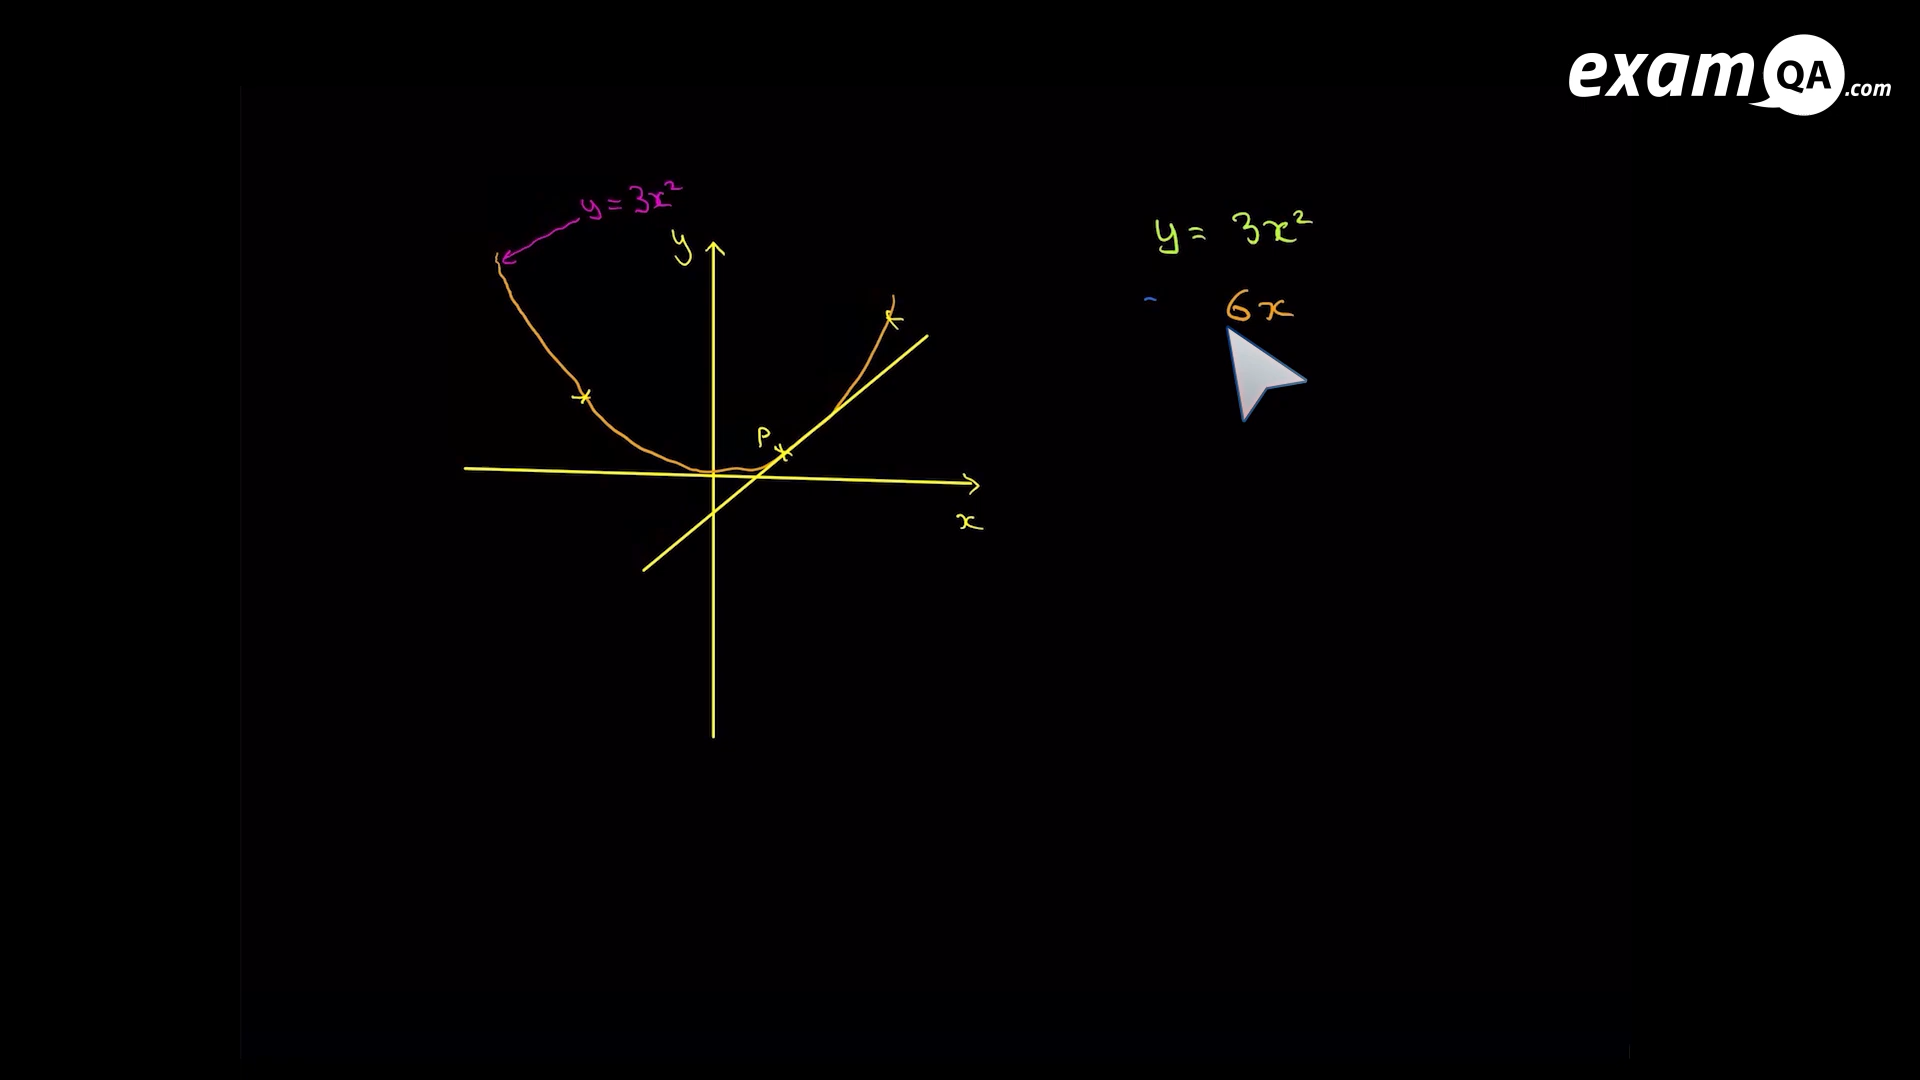 examQA.com
y = 3x²
y
y = 3x²
6x
P
x